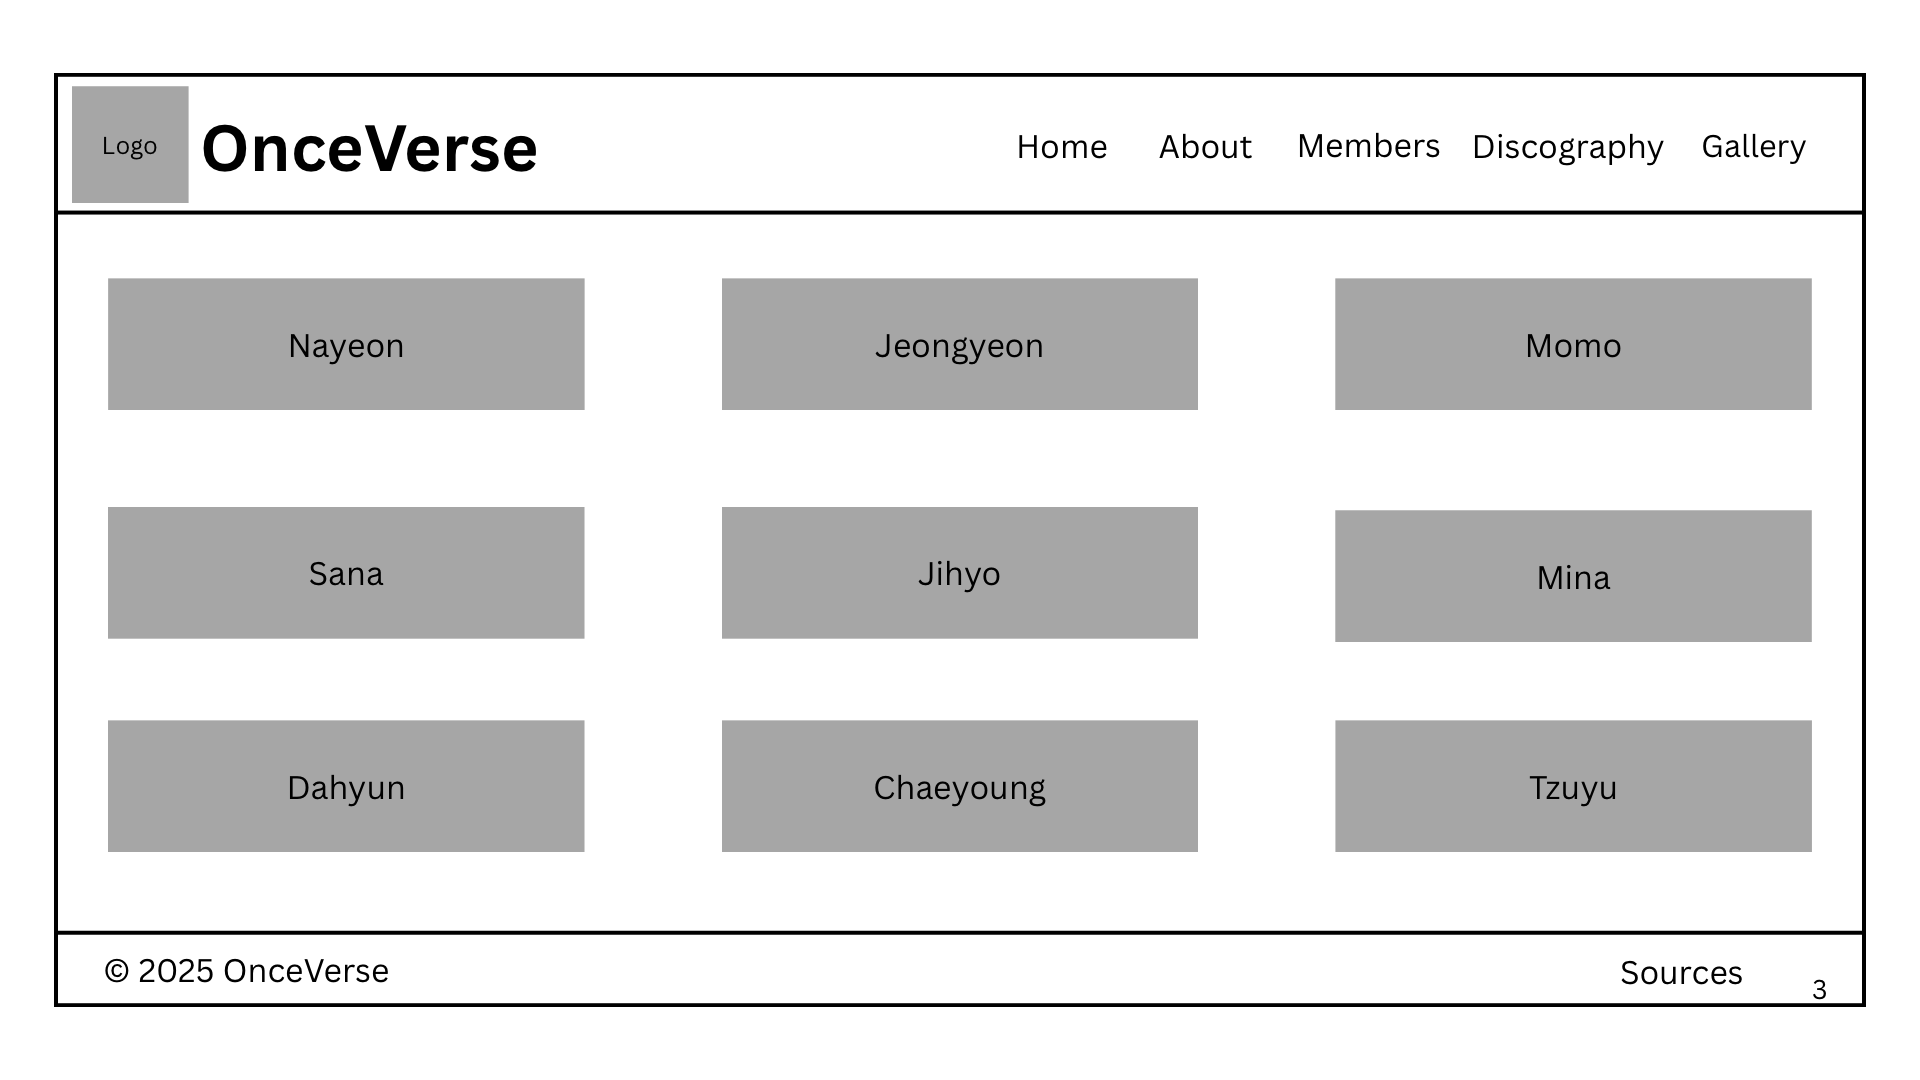 Logo
OnceVerse
Home About Members Discography Gallery
Nayeon Jeongyeon Momo
Sana Jihyo Mina
Dahyun Chaeyoung Tzuyu
© 2025 OnceVerse
Sources
3